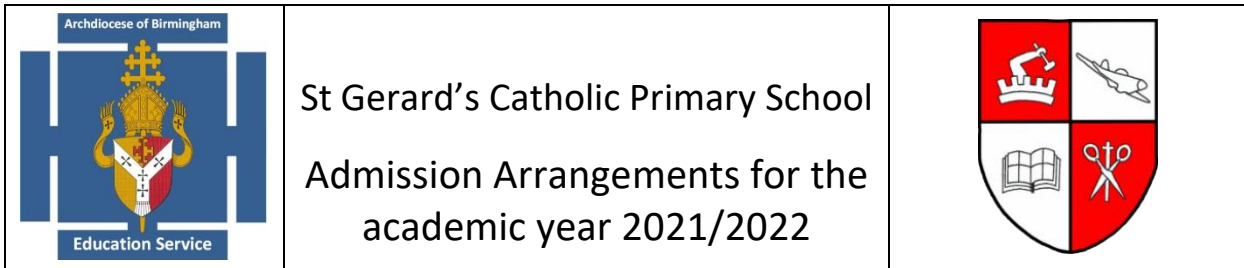 Archdiocese of Birmingham
Education Service
St Gerard’s Catholic Primary School
Admission Arrangements for the
academic year 2021/2022